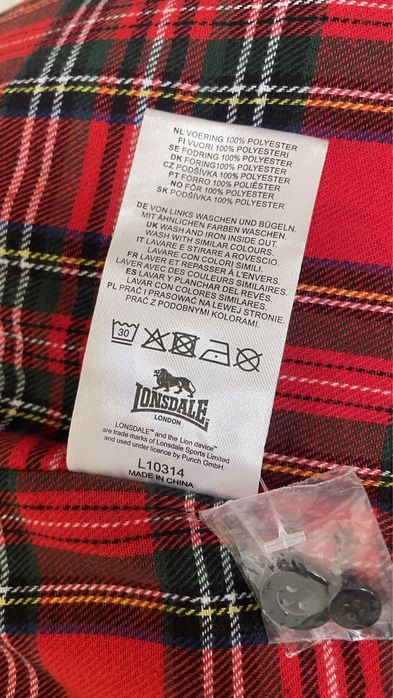 NL VOERING 100% POLYESTER
FI VUORI 100% POLYESTERI
SE FODRING 100% POLYESTER
DK FORING100% POLYESTER
CZ PODŠÍVKA 100% POLYESTER
PT FORRO 100% POLIÉSTER
NO FÔR 100% POLYESTER
SK PODŠÍVKA 100% POLYESTER
DE VON LINKS WASCHEN UND BÜGELN.
MIT ÄHNLICHEN FARBEN WASCHEN.
UK WASH AND IRON INSIDE OUT.
WASH WITH SIMILAR COLOURS.
IT LAVARE E STIRARE A ROVESCIO.
LAVARE CON COLORI SIMILI.
FR LAVER ET REPASSER À L'ENVERS.
LAVER AVEC DES COULEURS SIMILAIRES.
ES LAVAR Y PLANCHAR DEL REVÉS.
LAVAR CON COLORES SIMILARES.
PL PRAĆ I PRASOWAĆ NA LEWEJ STRONIE.
PRAĆ Z PODOBNYMI KOLORAMI.
30
LONSDALE
LONDON
LONSDALE™ and the Lion device™
are trade marks of Lonsdale Sports Limited
and used under licence by Punch GmbH.
L10314
MADE IN CHINA